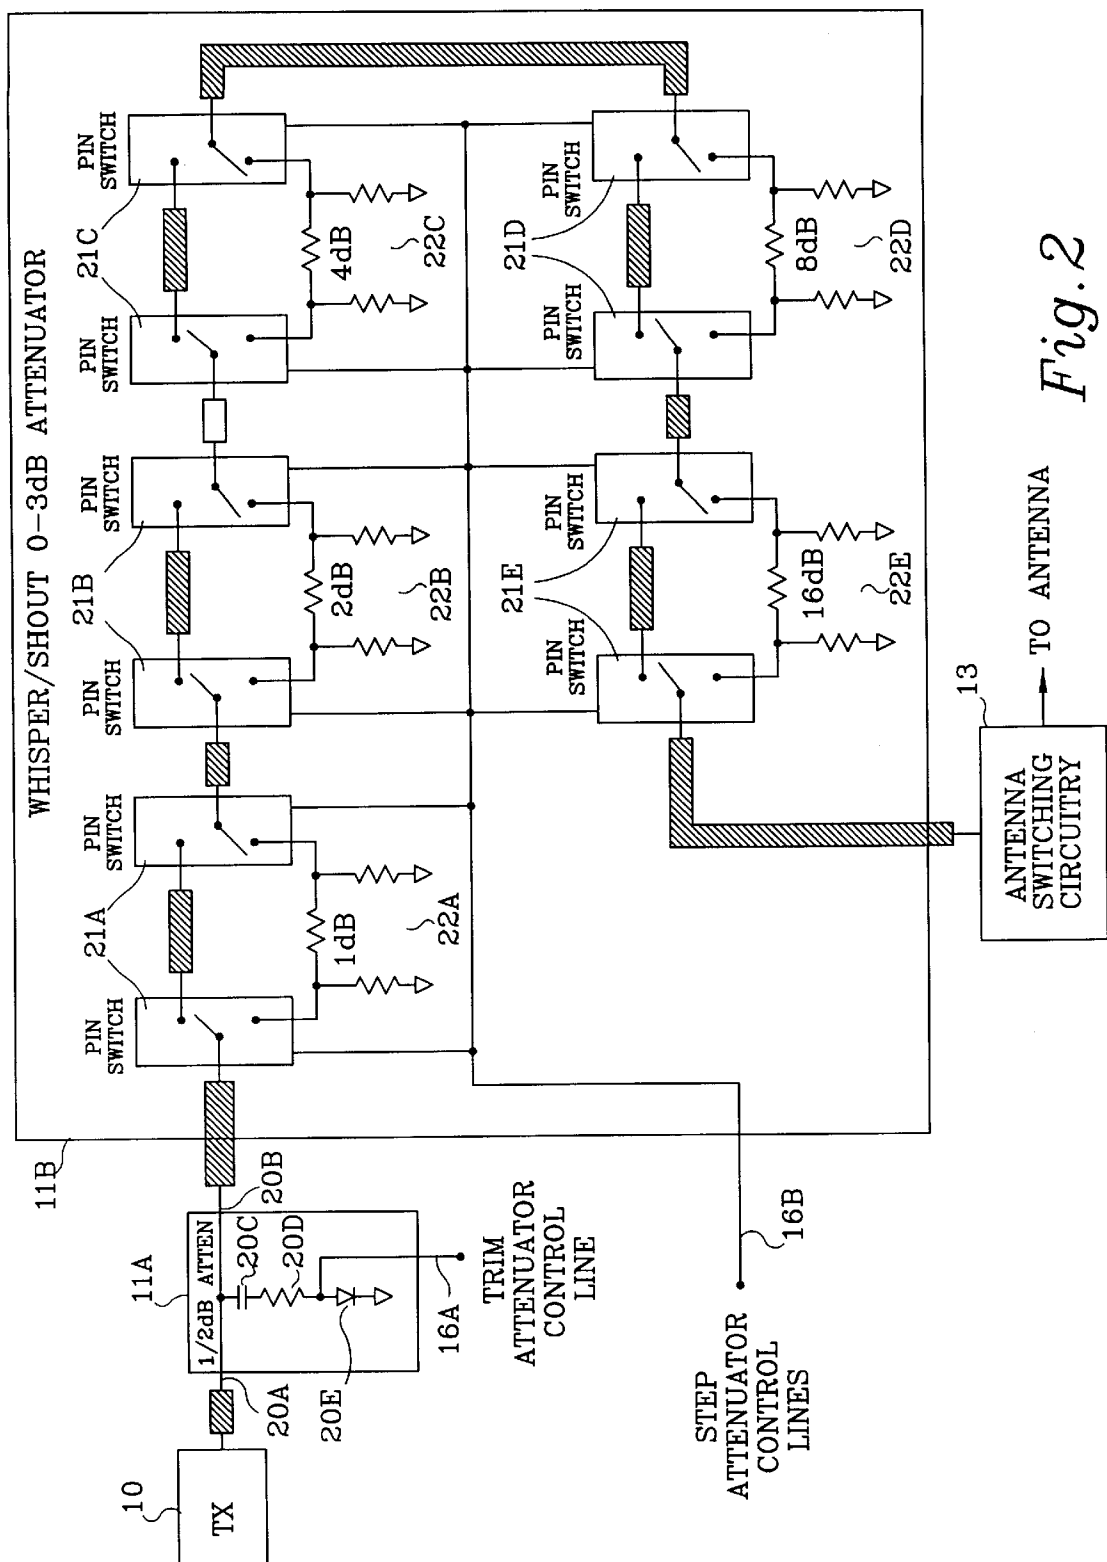 WHISPER/SHOUT 0-3dB ATTENUATOR
11B
10
TX
20A
11A
1/2dB ATTEN
20B
20C
20D
20E
16A
TRIM
ATTENUATOR
CONTROL
LINE
STEP
ATTENUATOR
CONTROL
LINES
16B
PIN
SWITCH
21A
PIN
SWITCH
1dB
22A
PIN
SWITCH
21B
PIN
SWITCH
2dB
22B
PIN
SWITCH
21C
PIN
SWITCH
4dB
22C
PIN
SWITCH
21E
PIN
SWITCH
16dB
22E
PIN
SWITCH
21D
PIN
SWITCH
8dB
22D
13
ANTENNA
SWITCHING
CIRCUITRY
TO ANTENNA
Fig.2